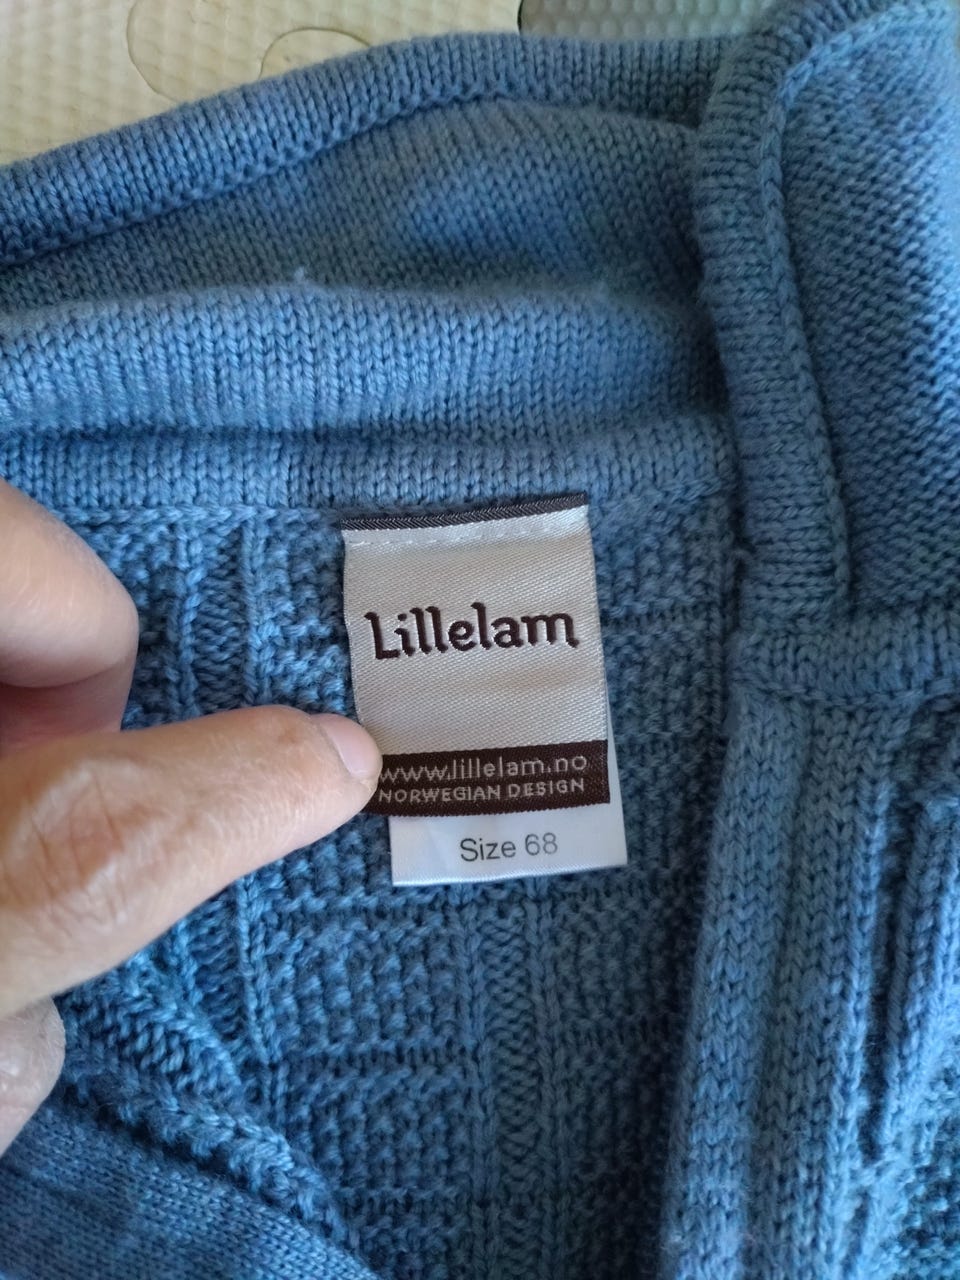 Lillelam
www.lillelam.no
NORWEGIAN DESIGN
Size 68